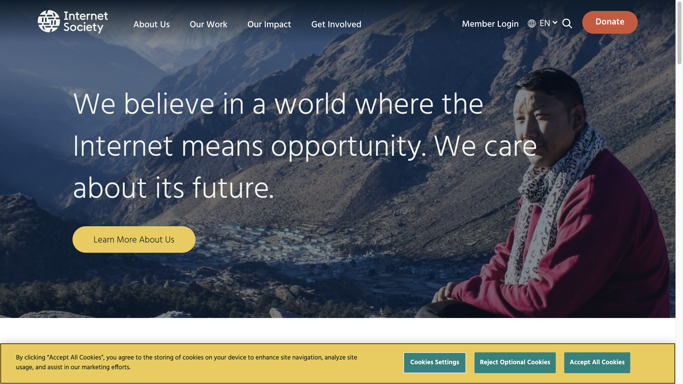 Internet
Society
About Us
Our Work
Our Impact
Get Involved
Member Login
EN
Donate
We believe in a world where the
Internet means opportunity. We care
about its future.
Learn More About Us
By clicking “Accept All Cookies”, you agree to the storing of cookies on your device to enhance site navigation, analyze site
usage, and assist in our marketing efforts.
Cookies Settings
Reject Optional Cookies
Accept All Cookies